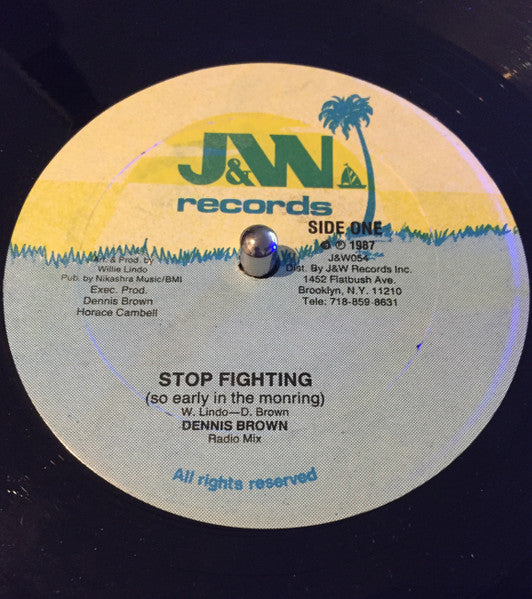 J&W
records
SIDE ONE
© ℗ 1987
J&W054
Dist. By J&W Records Inc.
1452 Flatbush Ave.
Brooklyn, N.Y. 11210
Tele: 718-859-8631
Arr. & Prod. by
Willie Lindo
Pub. by Nikashra Music/BMI
Exec. Prod.
Dennis Brown
Horace Cambell
STOP FIGHTING
(so early in the monring)
W. Lindo—D. Brown
DENNIS BROWN
Radio Mix
All rights reserved